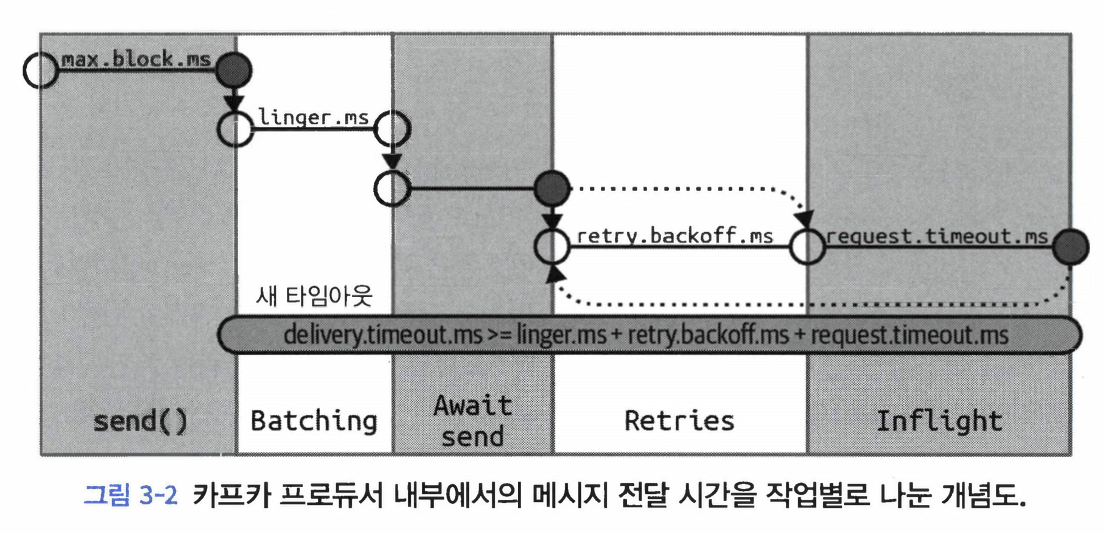 max.block.ms
linger.ms
retry.backoff.ms
request.timeout.ms
새 타임아웃
delivery.timeout.ms >= linger.ms + retry.backoff.ms + request.timeout.ms
send()
Batching
Await
send
Retries
Inflight
그림 3-2 카프카 프로듀서 내부에서의 메시지 전달 시간을 작업별로 나눈 개념도.